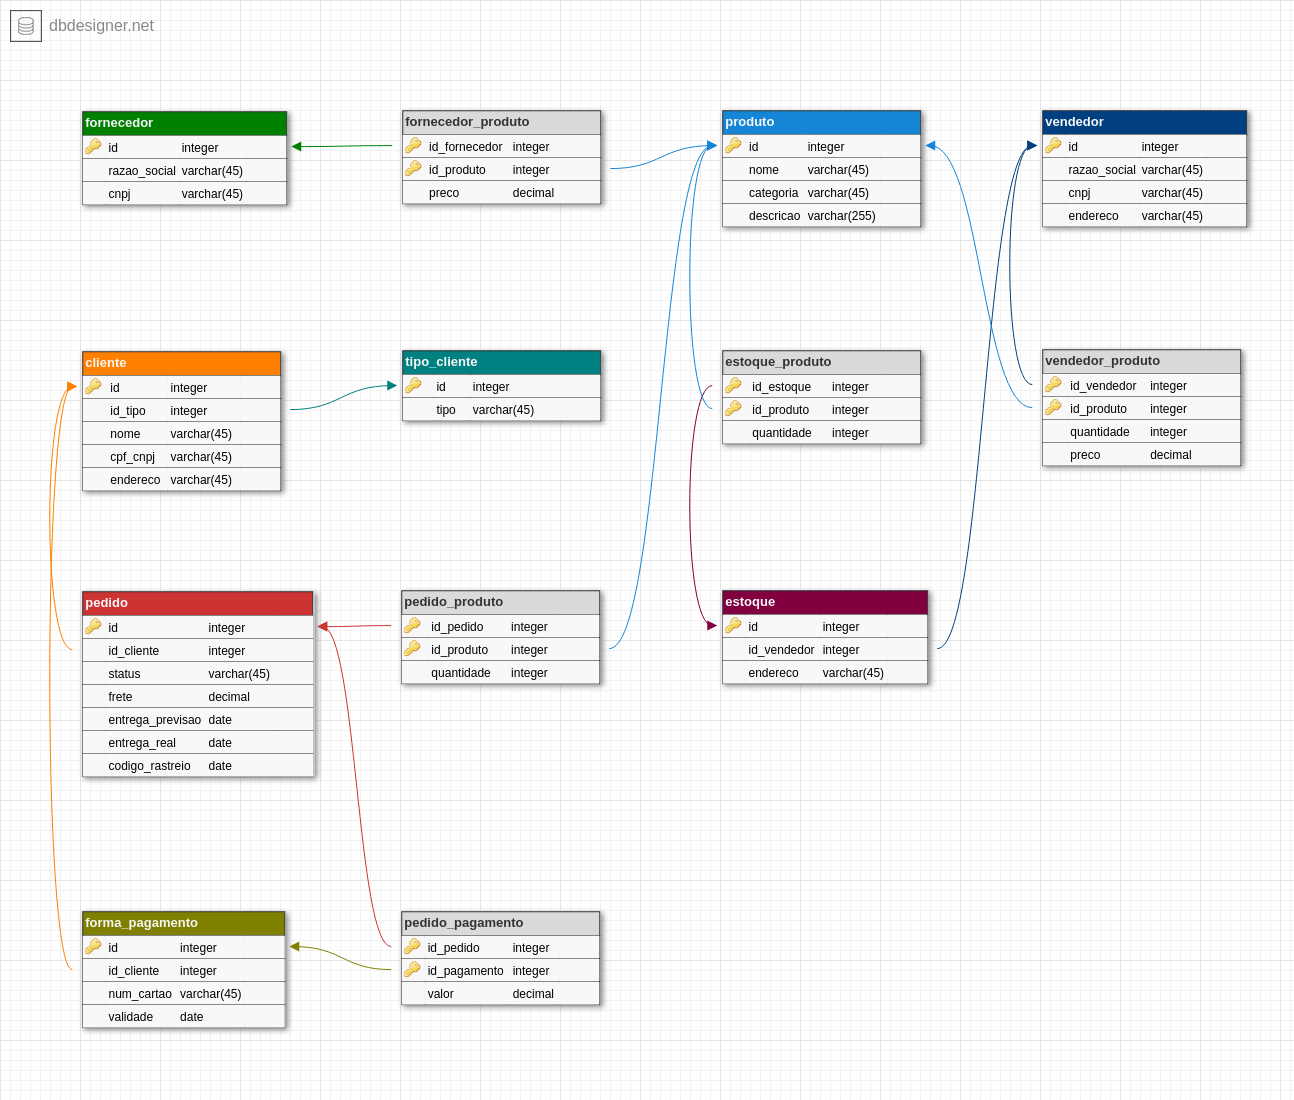 dbdesigner.net
fornecedor
id integer
razao_social varchar(45)
cnpj varchar(45)
fornecedor_produto
id_fornecedor integer
id_produto integer
preco decimal
produto
id integer
nome varchar(45)
categoria varchar(45)
descricao varchar(255)
vendedor
id integer
razao_social varchar(45)
cnpj varchar(45)
endereco varchar(45)
cliente
id integer
id_tipo integer
nome varchar(45)
cpf_cnpj varchar(45)
endereco varchar(45)
tipo_cliente
id integer
tipo varchar(45)
estoque_produto
id_estoque integer
id_produto integer
quantidade integer
vendedor_produto
id_vendedor integer
id_produto integer
quantidade integer
preco decimal
pedido
id integer
id_cliente integer
status varchar(45)
frete decimal
entrega_previsao date
entrega_real date
codigo_rastreio date
pedido_produto
id_pedido integer
id_produto integer
quantidade integer
estoque
id integer
id_vendedor integer
endereco varchar(45)
forma_pagamento
id integer
id_cliente integer
num_cartao varchar(45)
validade date
pedido_pagamento
id_pedido integer
id_pagamento integer
valor decimal